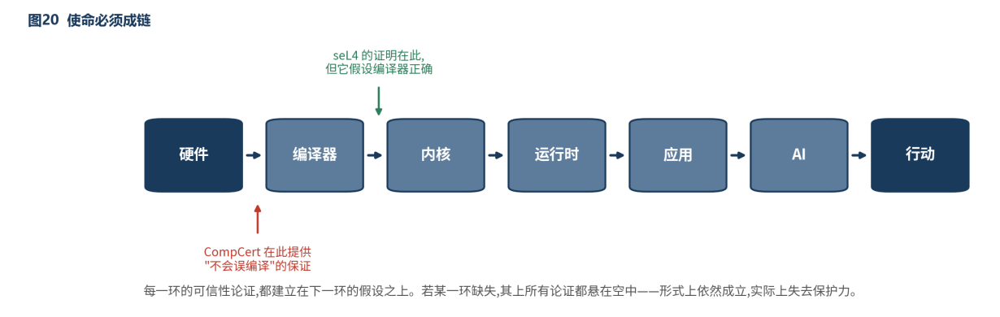 图20 使命必须成链
seL4 的证明在此,
但它假设编译器正确
硬件
编译器
内核
运行时
应用
AI
行动
CompCert 在此提供
"不会误编译"的保证
每一环的可信性论证,都建立在下一环的假设之上。若某一环缺失,其上所有论证都悬在空中——形式上依然成立,实际上失去保护力。